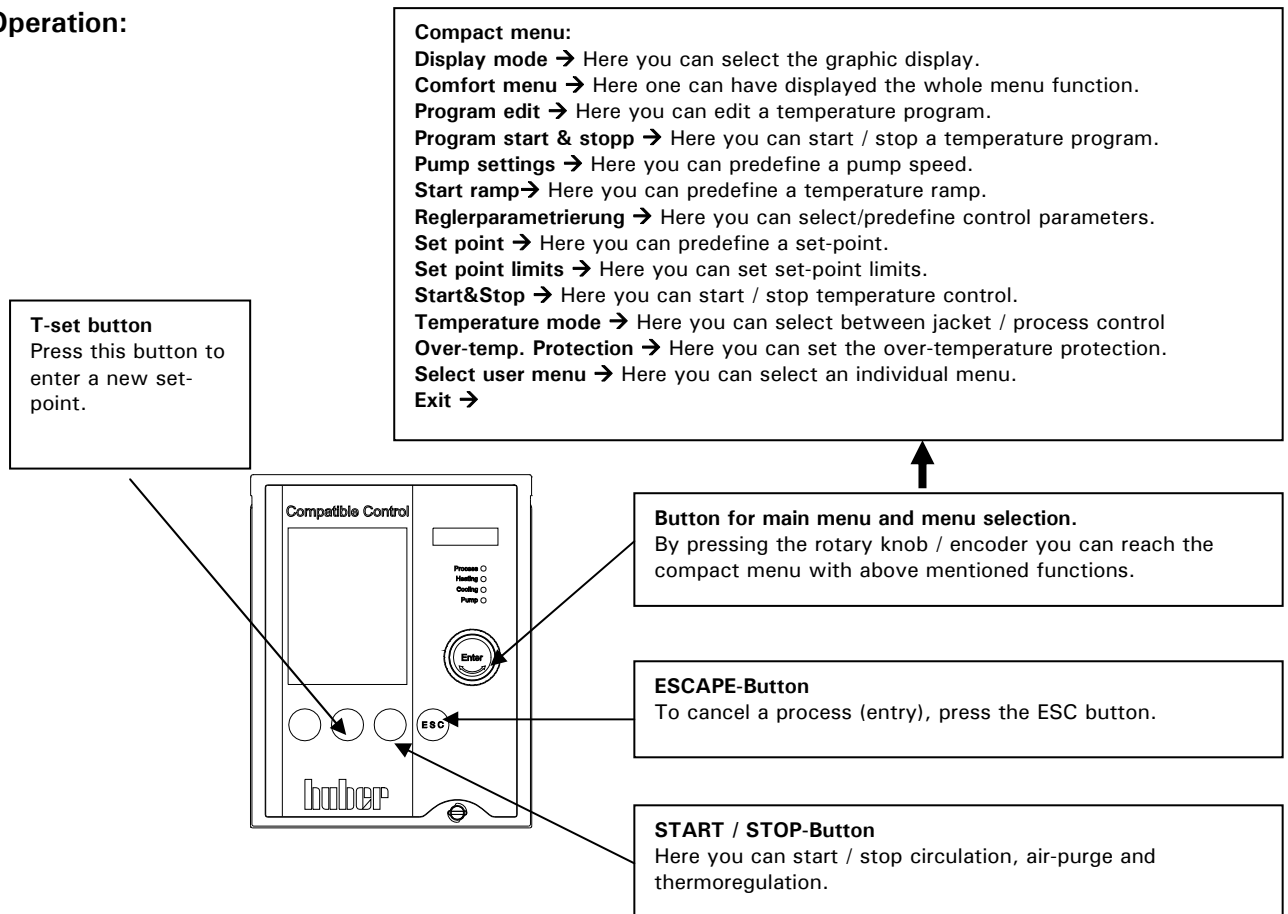 Operation:
Compact menu:
Display mode → Here you can select the graphic display.
Comfort menu → Here one can have displayed the whole menu function.
Program edit → Here you can edit a temperature program.
Program start & stopp → Here you can start / stop a temperature program.
Pump settings → Here you can predefine a pump speed.
Start ramp→ Here you can predefine a temperature ramp.
Reglerparametrierung → Here you can select/predefine control parameters.
Set point → Here you can predefine a set-point.
Set point limits → Here you can set set-point limits.
Start&Stop → Here you can start / stop temperature control.
Temperature mode → Here you can select between jacket / process control
Over-temp. Protection → Here you can set the over-temperature protection.
Select user menu → Here you can select an individual menu.
Exit →
T-set button
Press this button to
enter a new set-
point.
Compatible Control
Process
Heating
Cooling
Pump
Enter
ESC
huber
Button for main menu and menu selection.
By pressing the rotary knob / encoder you can reach the
compact menu with above mentioned functions.
ESCAPE-Button
To cancel a process (entry), press the ESC button.
START / STOP-Button
Here you can start / stop circulation, air-purge and
thermoregulation.